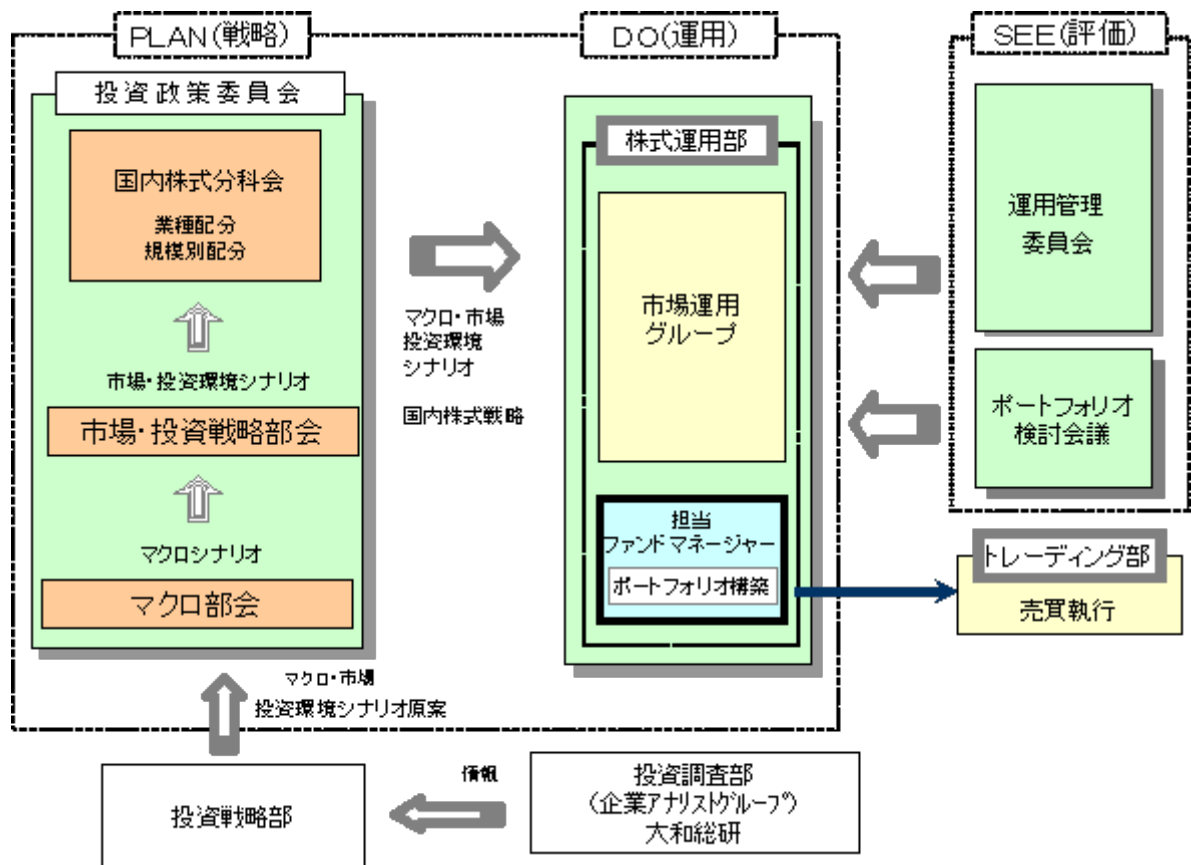 PLAN(戦略)
投資政策委員会
国内株式分科会
業種配分
規模別配分
市場・投資環境シナリオ
市場・投資戦略部会
マクロシナリオ
マクロ部会
マクロ・市場
投資環境
シナリオ
国内株式戦略
DO(運用)
株式運用部
市場運用
グループ
担当
ファンドマネージャー
ポートフォリオ構築
SEE(評価)
運用管理
委員会
ポートフォリオ
検討会議
トレーディング部
売買執行
マクロ・市場
投資環境シナリオ原案
投資戦略部
情報
投資調査部
(企業アナリストグループ)
大和総研